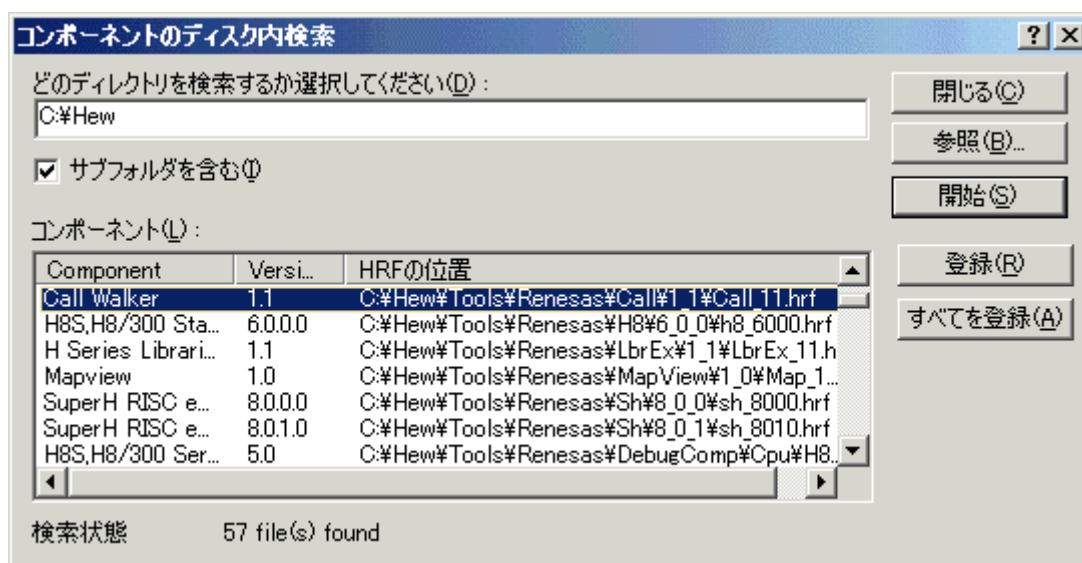 コンポーネントのディスク内検索
どのディレクトリを検索するか選択してください(D) :
C:¥Hew
閉じる(C)
参照(B)...
サブフォルダを含む(I)
開始(S)
コンポーネント(L) :
Component Versi... HRFの位置
登録(R)
Call Walker 1.1 C:¥Hew¥Tools¥Renesas¥Call¥1_1¥Call_11.hrf
H8S,H8/300 Sta... 6.0.0.0 C:¥Hew¥Tools¥Renesas¥H8¥6_0_0¥h8_6000.hrf
すべてを登録(A)
H Series Librari... 1.1 C:¥Hew¥Tools¥Renesas¥LbrEx¥1_1¥LbrEx_11.h
Mapview 1.0 C:¥Hew¥Tools¥Renesas¥MapView¥1_0¥Map_1...
SuperH RISC e... 8.0.0.0 C:¥Hew¥Tools¥Renesas¥Sh¥8_0_0¥sh_8000.hrf
SuperH RISC e... 8.0.1.0 C:¥Hew¥Tools¥Renesas¥Sh¥8_0_1¥sh_8010.hrf
H8S,H8/300 Ser... 5.0 C:¥Hew¥Tools¥Renesas¥DebugComp¥Cpu¥H8...
検索状態 57 file(s) found